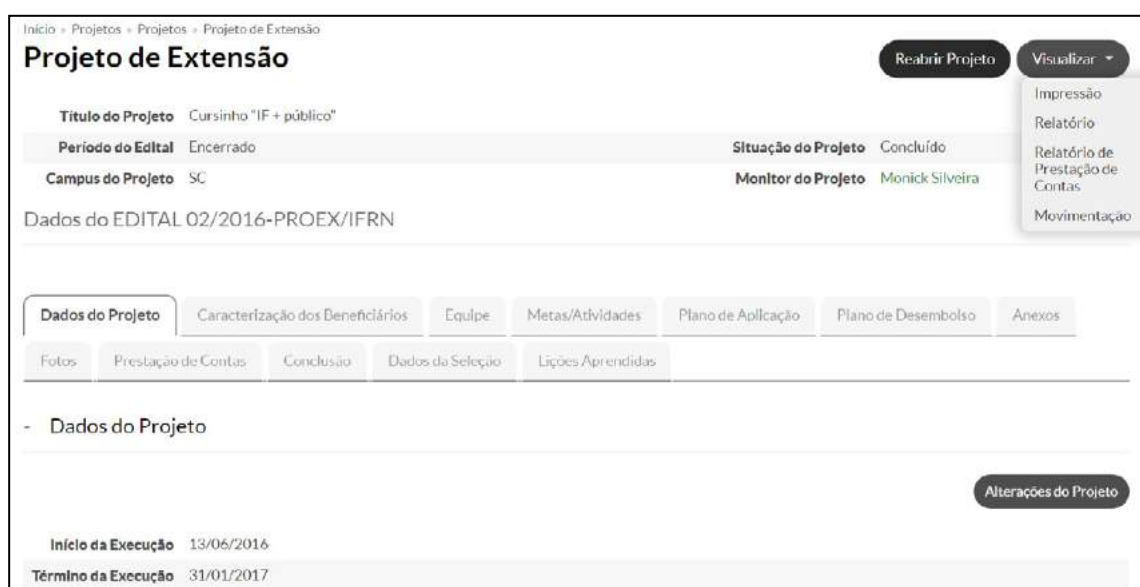 Início » Projetos » Projetos » Projeto de Extensão
Projeto de Extensão
Reabrir Projeto
Visualizar
Impressão
Relatório
Relatório de
Prestação de
Contas
Movimentação
Título do Projeto Cursinho "IF + público"
Período do Edital Encerrado Situação do Projeto Concluído
Campus do Projeto SC Monitor do Projeto Monick Silveira
Dados do EDITAL 02/2016-PROEX/IFRN
Dados do Projeto Caracterização dos Beneficiários Equipe Metas/Atividades Plano de Aplicação Plano de Desembolso Anexos
Fotos Prestação de Contas Conclusão Dados da Seleção Lições Aprendidas
- Dados do Projeto
Alterações do Projeto
Início da Execução 13/06/2016
Término da Execução 31/01/2017